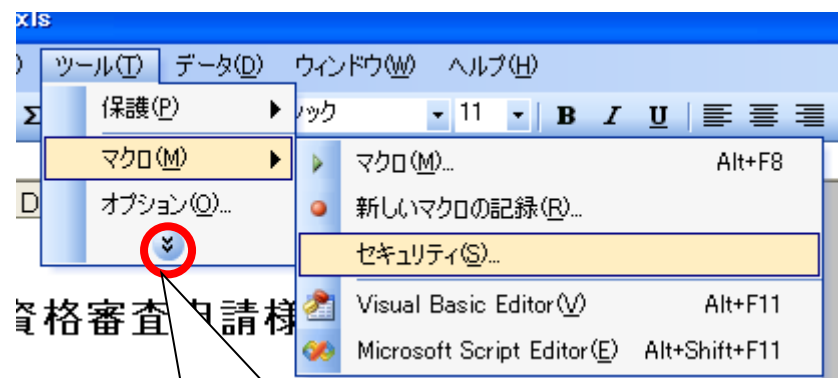 xls
ツール(T) データ(D) ウィンドウ(W) ヘルプ(H)
Σ 保護(P) 11 B I U
マクロ(M)
D オプション(O)...
マクロ(M)... Alt+F8
新しいマクロの記録(R)...
セキュリティ(S)...
Visual Basic Editor(V) Alt+F11
Microsoft Script Editor(E) Alt+Shift+F11
格審査申請様